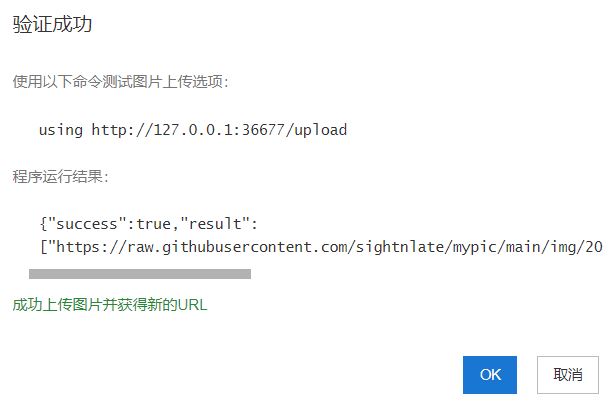 验证成功
使用以下命令测试图片上传选项：
using http://127.0.0.1:36677/upload
程序运行结果：
{"success":true,"result":
["https://raw.githubusercontent.com/sightnlate/mypic/main/img/20
成功上传图片并获得新的URL
OK 取消